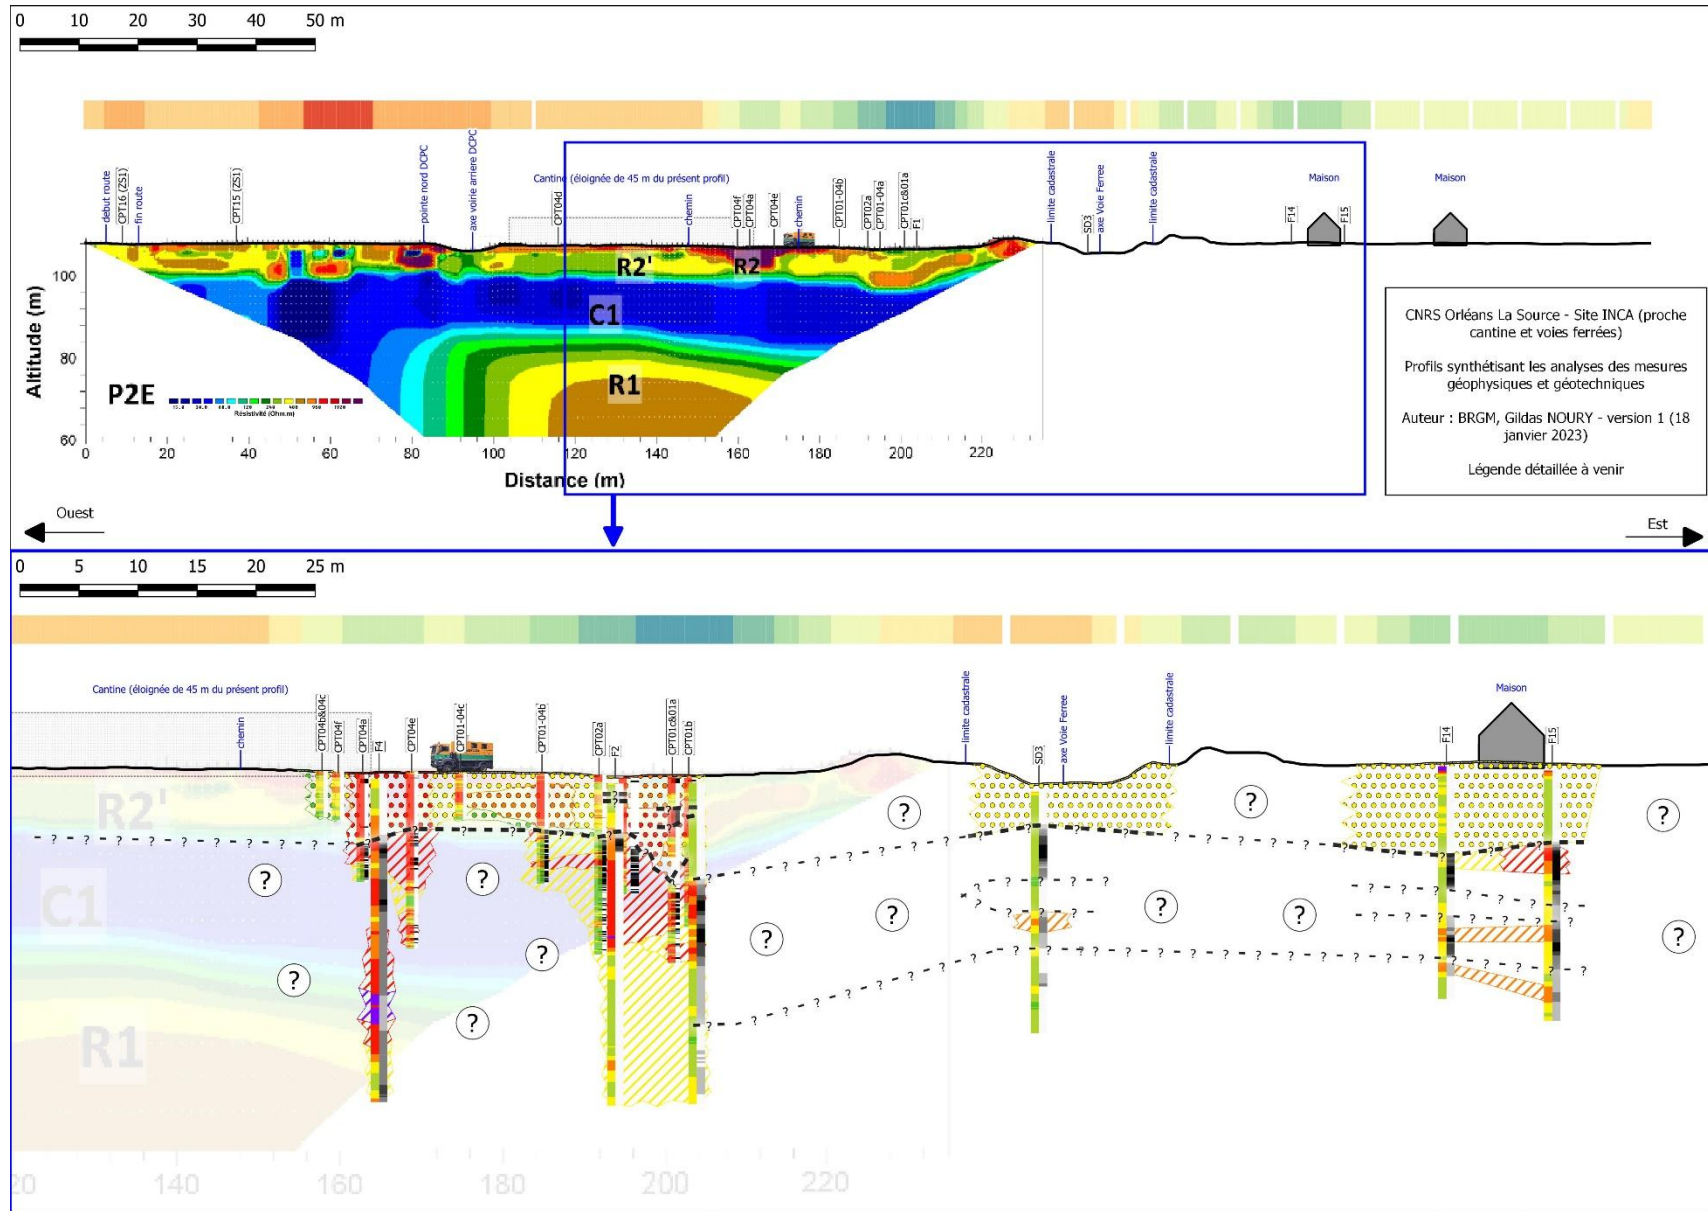 0 10 20 30 40 50 m
debut route
CPT16 (ZS1)
fin route
CPT15 (ZS1)
pointe nord DCPC
axe voirie arriere DCPC
Cantine (éloignée de 45 m du présent profil)
CPT04d
chemin
CPT04f
CPT04a
CPT04e
chemin
CPT01-04b
CPT02a
CPT01-04a
CPT01c&01a
F1
limite cadastrale
SD3
axe Voie Ferree
limite cadastrale
F14
Maison
F15
Maison
R2'
R2
C1
R1
P2E
Résistivité (Ohm.m)
Altitude (m)
100
80
60
0 20 40 60 80 100 120 140 160 180 200 220
Distance (m)
CNRS Orléans La Source - Site INCA (proche
cantine et voies ferrées)
Profils synthétisant les analyses des mesures
géophysiques et géotechniques
Auteur : BRGM, Gildas NOURY - version 1 (18
janvier 2023)
Légende détaillée à venir
Ouest
Est
0 5 10 15 20 25 m
Cantine (éloignée de 45 m du présent profil)
chemin
CPT04b&04c
CPT04f
CPT04a
F4
CPT04e
CPT01-04c
CPT01-04b
CPT02a
F2
CPT01c&01a
CPT01b
limite cadastrale
SD3
axe Voie Ferree
limite cadastrale
F14
Maison
F15
R2'
C1
R1
? ? ? ? ? ? ? ? ? ? ?
20 140 160 180 200 220